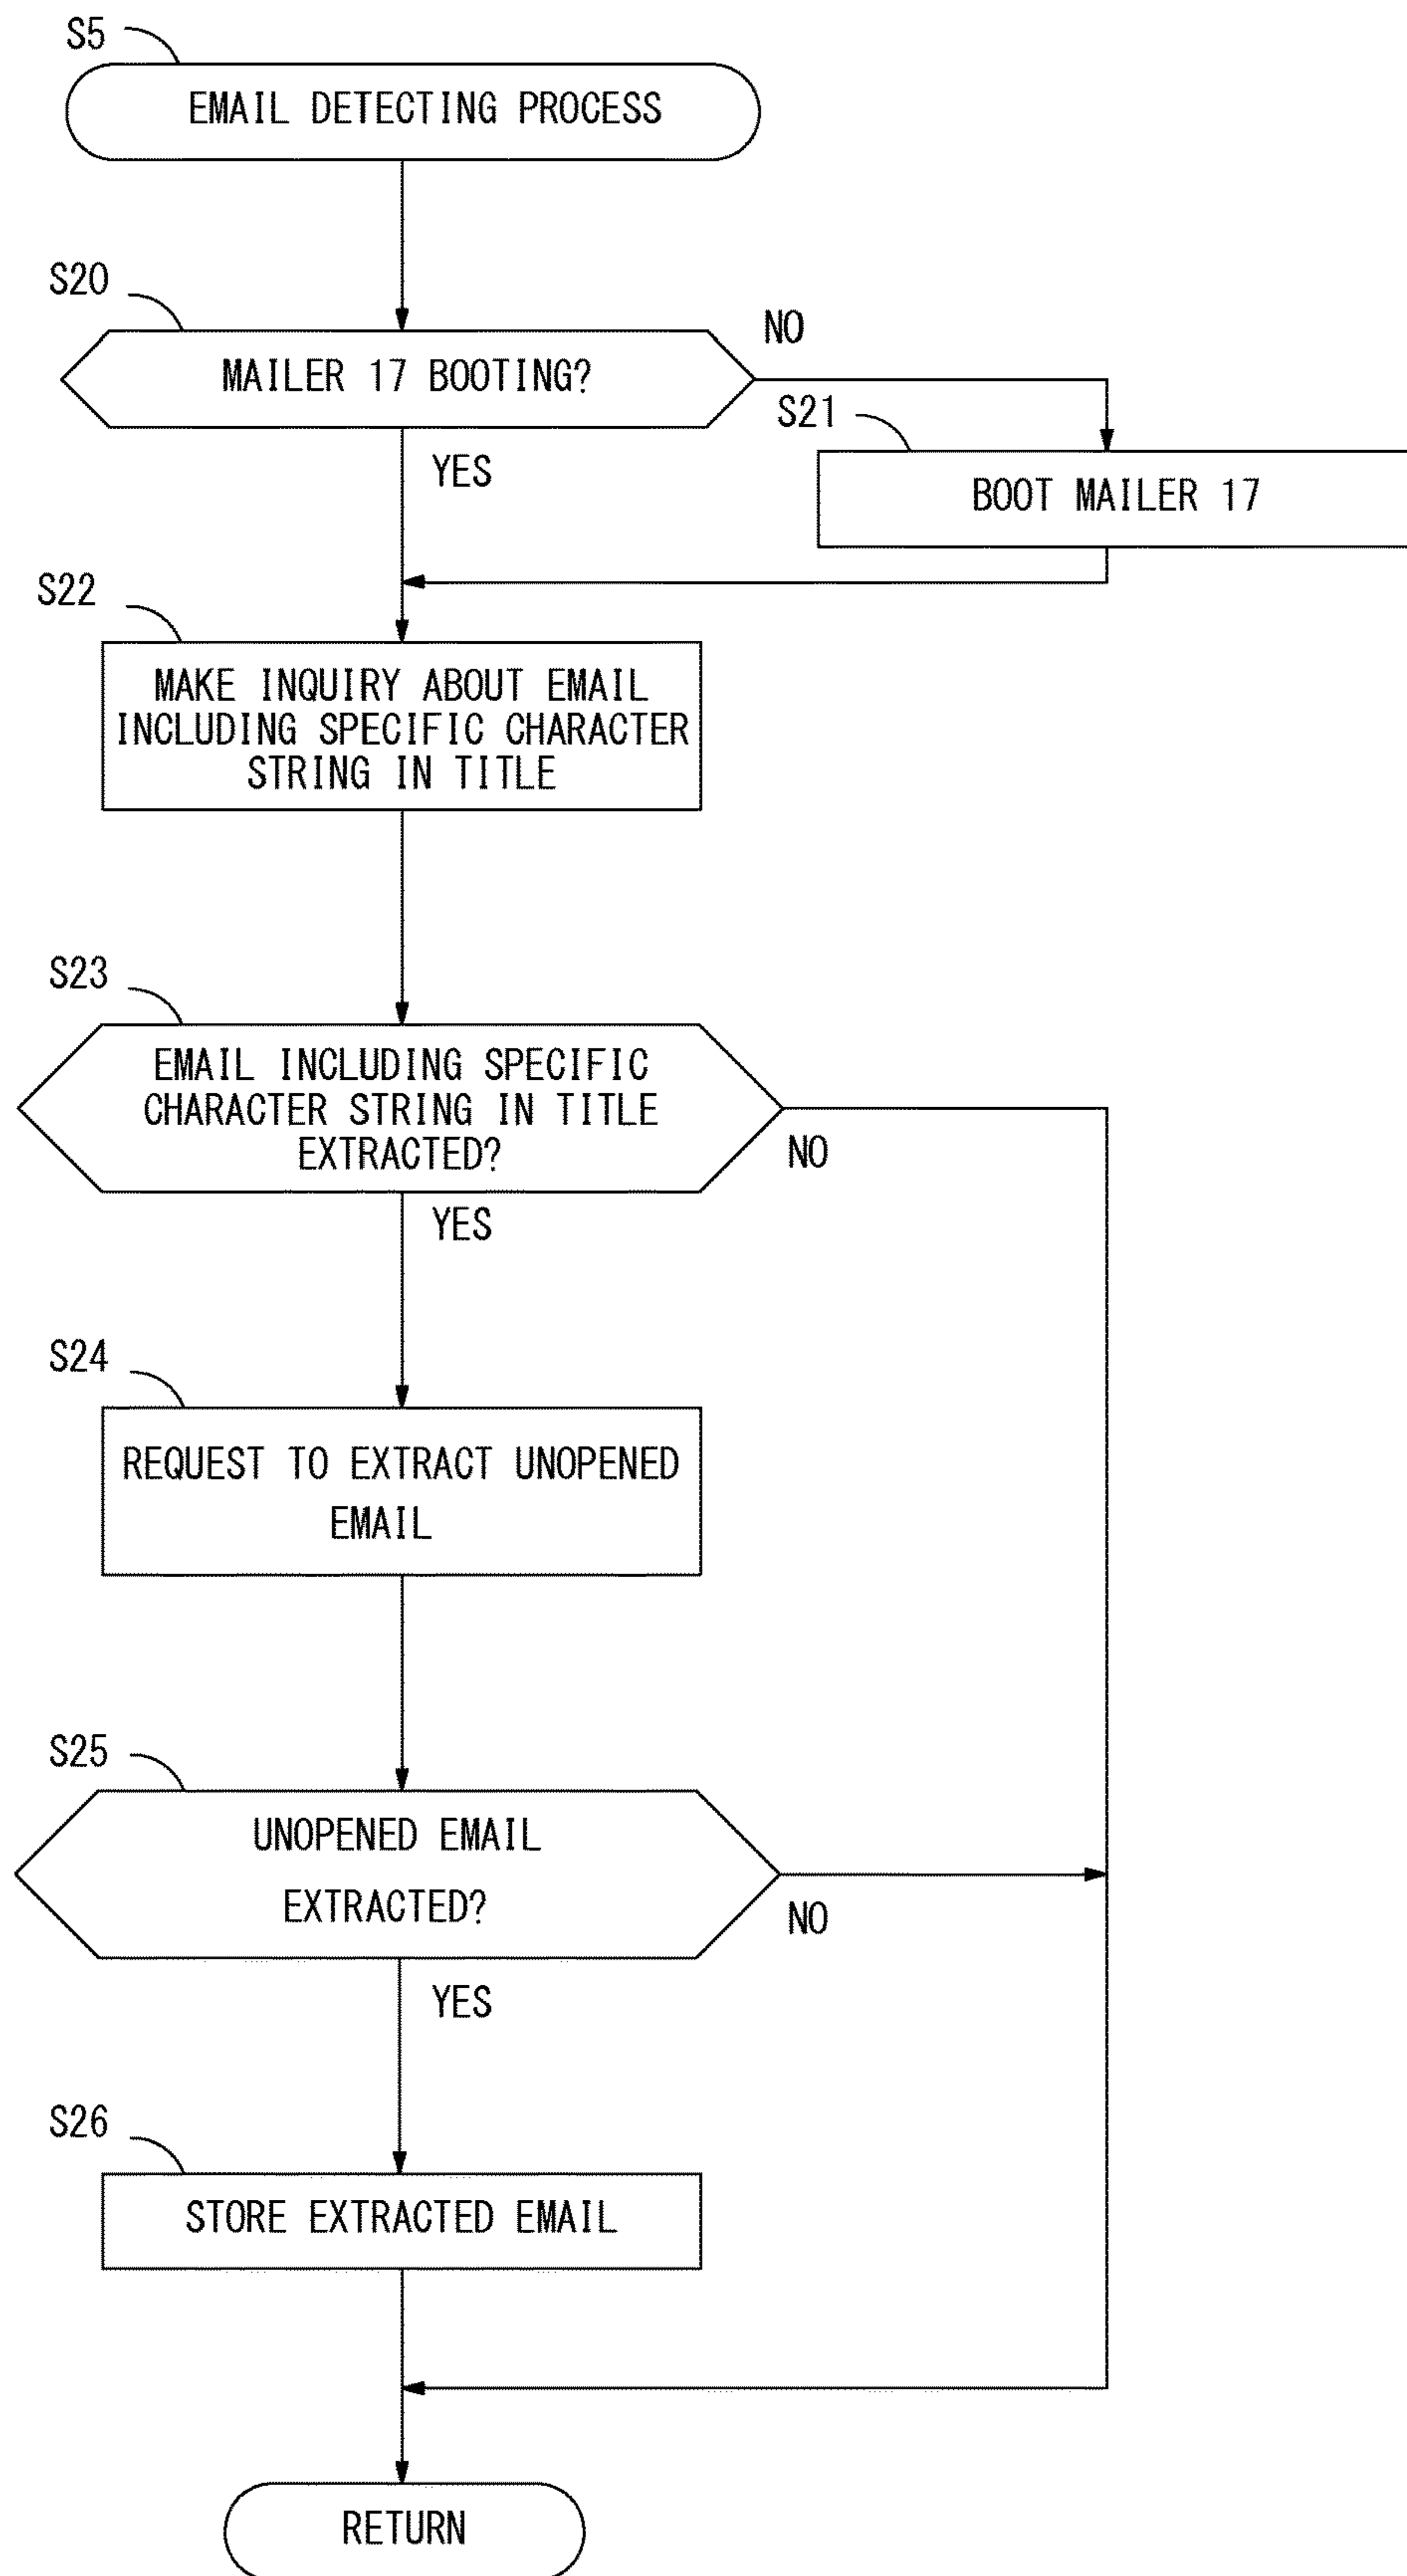 S5
EMAIL DETECTING PROCESS
S20
MAILER 17 BOOTING?
NO
YES
S21
BOOT MAILER 17
S22
MAKE INQUIRY ABOUT EMAIL
INCLUDING SPECIFIC CHARACTER
STRING IN TITLE
S23
EMAIL INCLUDING SPECIFIC
CHARACTER STRING IN TITLE
EXTRACTED?
NO
YES
S24
REQUEST TO EXTRACT UNOPENED
EMAIL
S25
UNOPENED EMAIL
EXTRACTED?
NO
YES
S26
STORE EXTRACTED EMAIL
RETURN